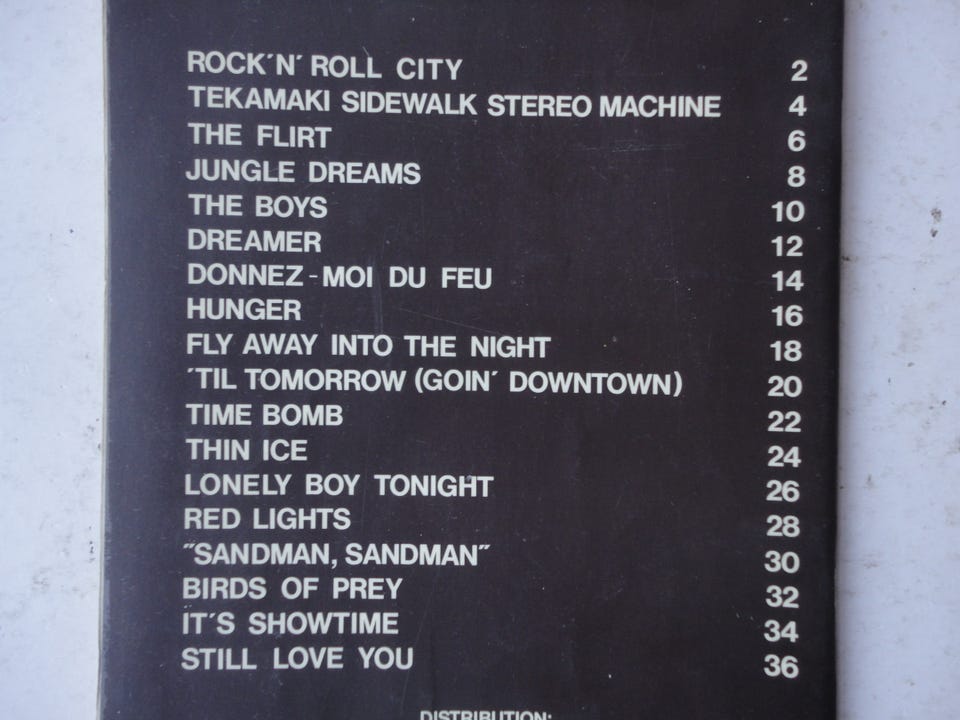 ROCK'N' ROLL CITY 2
TEKAMAKI SIDEWALK STEREO MACHINE 4
THE FLIRT 6
JUNGLE DREAMS 8
THE BOYS 10
DREAMER 12
DONNEZ-MOI DU FEU 14
HUNGER 16
FLY AWAY INTO THE NIGHT 18
'TIL TOMORROW (GOIN' DOWNTOWN) 20
TIME BOMB 22
THIN ICE 24
LONELY BOY TONIGHT 26
RED LIGHTS 28
"SANDMAN, SANDMAN" 30
BIRDS OF PREY 32
IT'S SHOWTIME 34
STILL LOVE YOU 36
DISTRIBUTION: